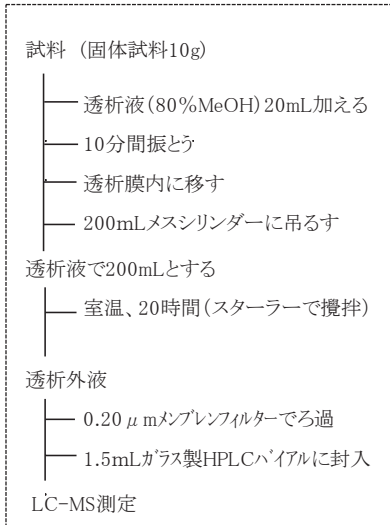 試料 (固体試料10g)
透析液(80%MeOH)20mL加える
10分間振とう
透析膜内に移す
200mLメスシリンダーに吊るす
透析液で200mLとする
室温、20時間(スターラーで攪拌)
透析外液
0.20μmメンブレンフィルターでろ過
1.5mLガラス製HPLCバイアルに封入
LC-MS測定